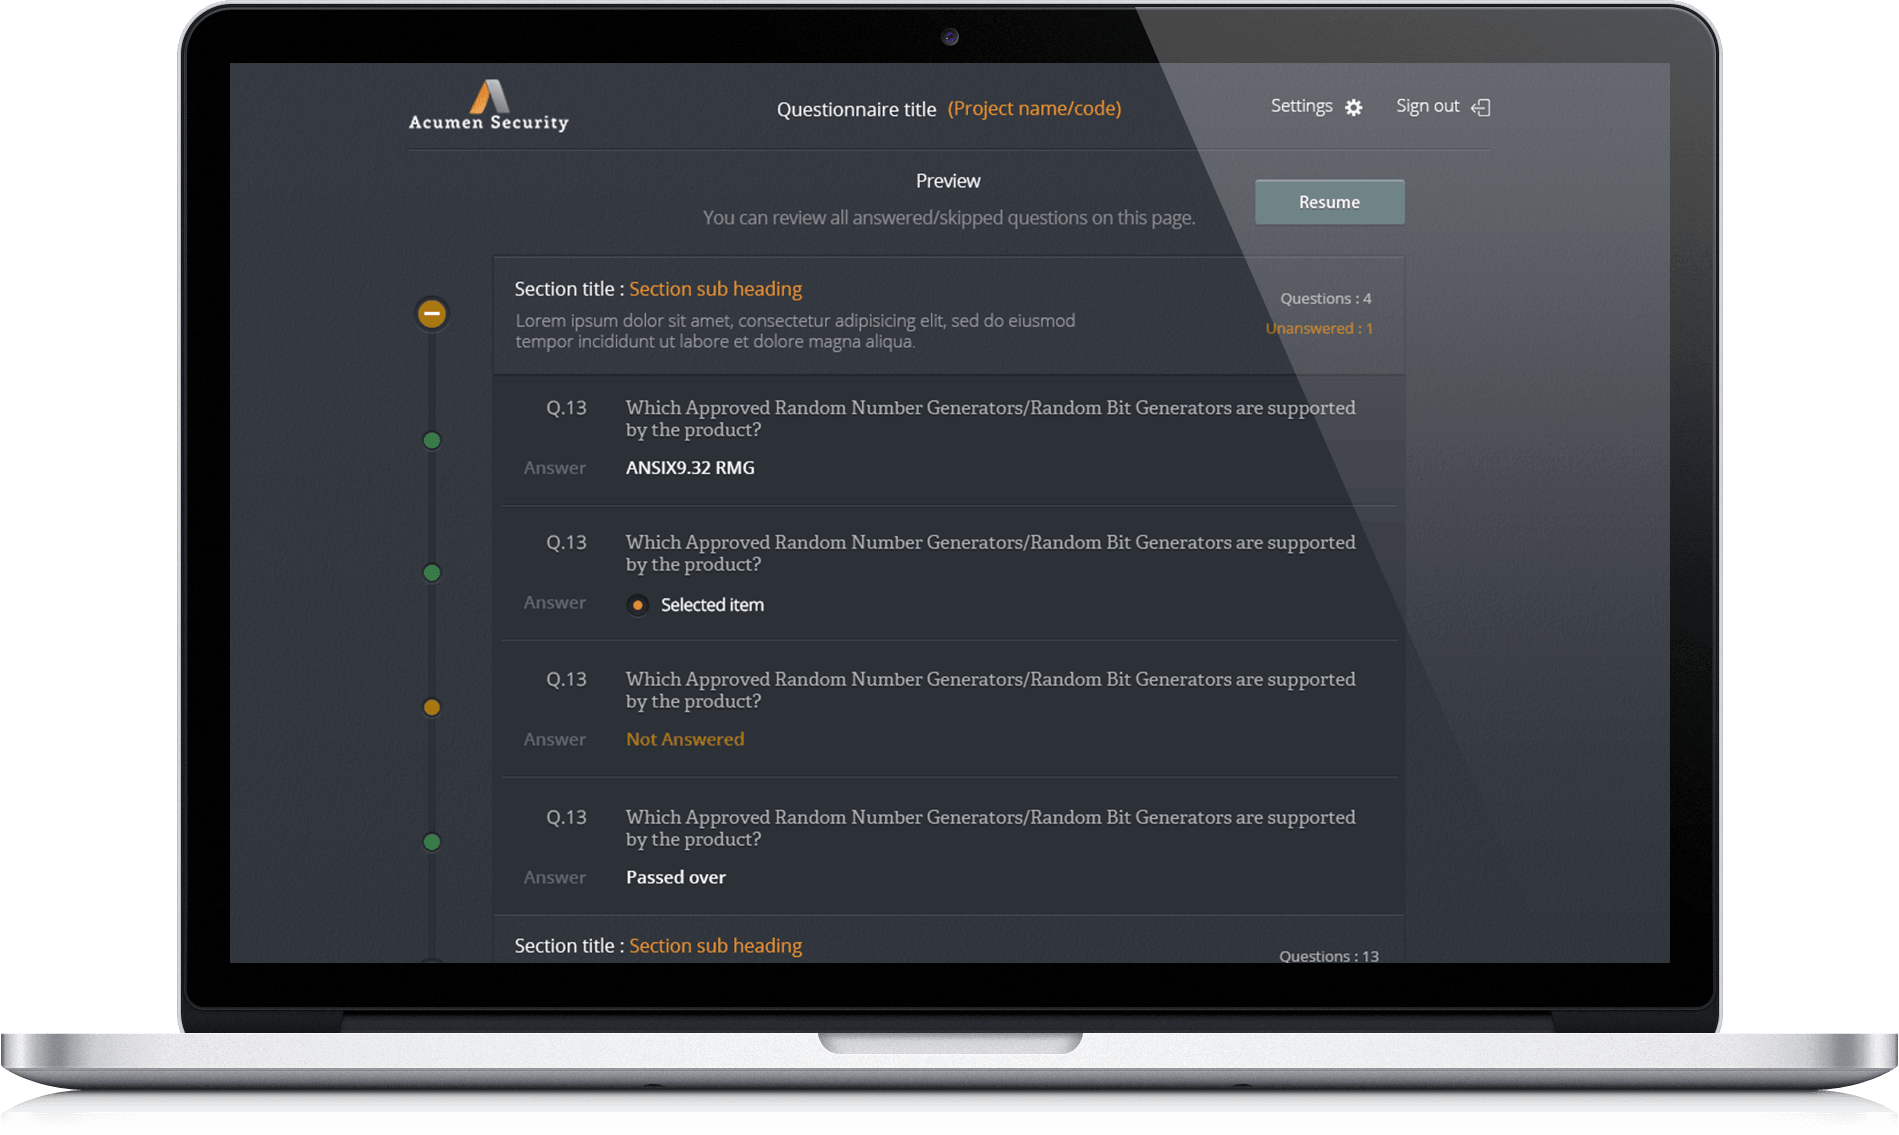 Acumen Security
Questionnaire title (Project name/code)
Settings
Sign out
Preview
You can review all answered/skipped questions on this page.
Resume
Section title : Section sub heading
Lorem ipsum dolor sit amet, consectetur adipisicing elit, sed do eiusmod
tempor incididunt ut labore et dolore magna aliqua.
Questions : 4
Unanswered : 1
Q.13 Which Approved Random Number Generators/Random Bit Generators are supported
by the product?
Answer ANSIX9.32 RMG
Q.13 Which Approved Random Number Generators/Random Bit Generators are supported
by the product?
Answer Selected item
Q.13 Which Approved Random Number Generators/Random Bit Generators are supported
by the product?
Answer Not Answered
Q.13 Which Approved Random Number Generators/Random Bit Generators are supported
by the product?
Answer Passed over
Section title : Section sub heading
Questions : 13